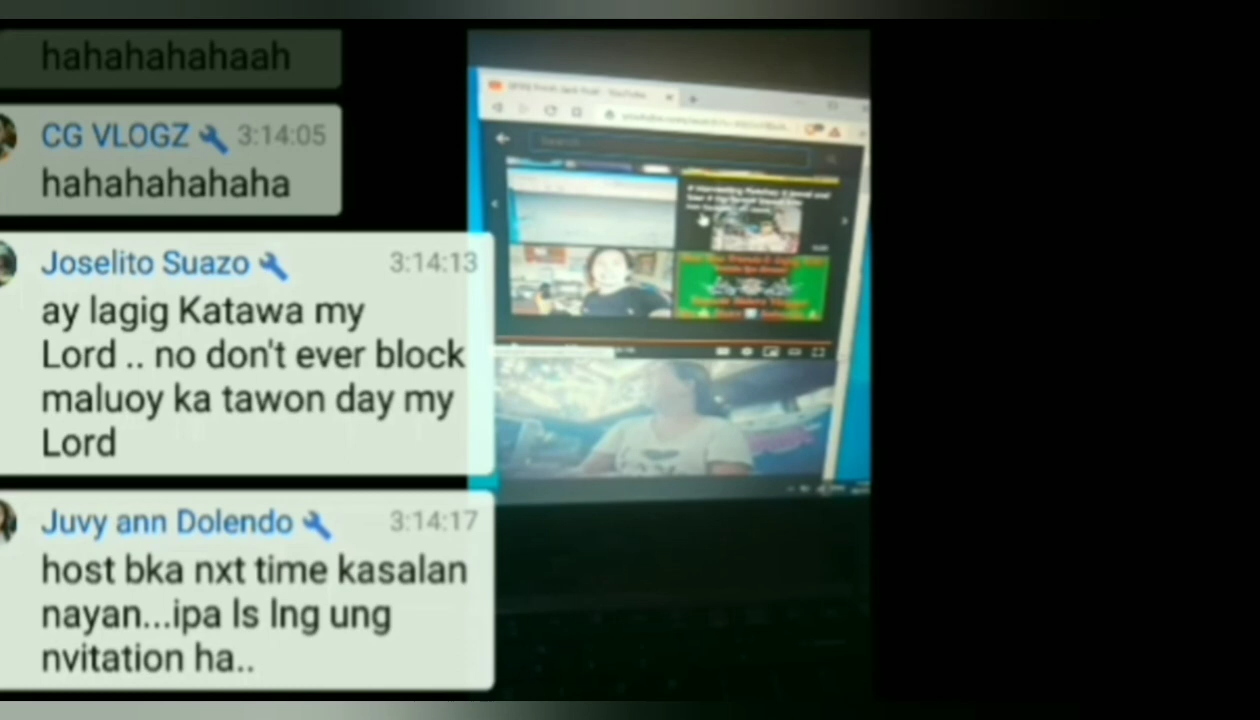 hahahahahaah
CG VLOGZ 3:14:05
hahahahahaha
Joselito Suazo 3:14:13
ay lagig Katawa my
Lord .. no don't ever block
maluoy ka tawon day my
Lord
Juvy ann Dolendo 3:14:17
host bka nxt time kasalan
nayan...ipa ls lng ung
nvitation ha..